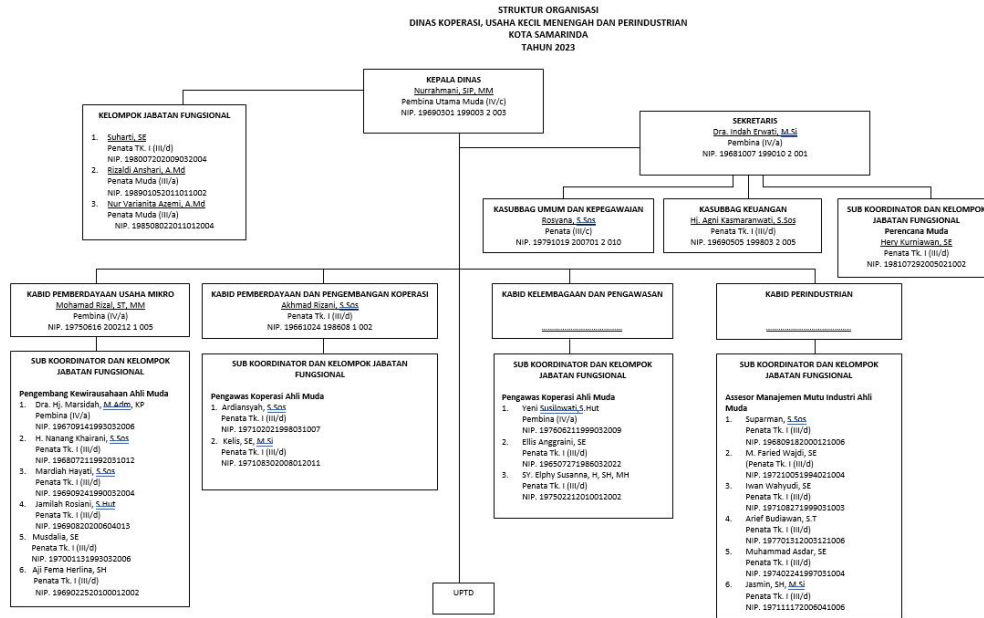 STRUKTUR ORGANISASI
DINAS KOPERASI, USAHA KECIL MENENGAH DAN PERINDUSTRIAN
KOTA SAMARINDA
TAHUN 2023
KEPALA DINAS
Nurrahmani, SIP, MM
Pembina Utama Muda (IV/c)
NIP. 19690301 199003 2 003
KELOMPOK JABATAN FUNGSIONAL
1. Suharti, SE
Penata TK. I (III/d)
NIP. 198007202009032004
2. Rizaldi Anshari, A.Md
Penata Muda (III/a)
NIP. 198901052011011002
3. Nur Varianita Azemi, A.Md
Penata Muda (III/a)
NIP. 198508022011012004
SEKRETARIS
Dra. Indah Erwati, M.Si
Pembina (IV/a)
NIP. 19681007 199010 2 001
KASUBBAG UMUM DAN KEPEGAWAIAN
Rosyana, S.Sos
Penata (III/c)
NIP. 19791019 200701 2 010
KASUBBAG KEUANGAN
Hj. Agni Kasmaranwati, S.Sos
Penata Tk. I (III/d)
NIP. 19690505 199803 2 005
SUB KOORDINATOR DAN KELOMPOK
JABATAN FUNGSIONAL
Perencana Muda
Hery Kurniawan, SE
Penata Tk. I (III/d)
NIP. 198107292005021002
KABID PEMBERDAYAAN USAHA MIKRO
Mohamad Rizal, ST, MM
Pembina (IV/a)
NIP. 19750616 200212 1 005
KABID PEMBERDAYAAN DAN PENGEMBANGAN KOPERASI
Akhmad Rizani, S.Sos
Penata Tk. I (III/d)
NIP. 19661024 198608 1 002
KABID KELEMBAGAAN DAN PENGAWASAN
KABID PERINDUSTRIAN
SUB KOORDINATOR DAN KELOMPOK
JABATAN FUNGSIONAL
Pengembang Kewirausahaan Ahli Muda
1. Dra. Hj. Marsidah, M.Adm, KP
Pembina (IV/a)
NIP. 196709141993032006
2. H. Nanang Khairani, S.Sos
Penata Tk. I (III/d)
NIP. 196807211992031012
3. Mardiah Hayati, S.Sos
Penata Tk. I (III/d)
NIP. 196909241990032004
4. Jamilah Rosiani, S.Hut
Penata Tk. I (III/d)
NIP. 19690820200604013
5. Musdalia, SE
Penata Tk. I (III/d)
NIP. 197001131993032006
6. Aji Fema Herlina, SH
Penata Tk. I (III/d)
NIP. 1969022520100012002
SUB KOORDINATOR DAN KELOMPOK JABATAN
FUNGSIONAL
Pengawas Koperasi Ahli Muda
1. Ardiansyah, S.Sos
Penata Tk. I (III/d)
NIP. 197102021998031007
2. Kelis, SE, M.Si
Penata Tk. I (III/d)
NIP. 197108302008012011
SUB KOORDINATOR DAN KELOMPOK
JABATAN FUNGSIONAL
Pengawas Koperasi Ahli Muda
1. Yeni Susilowati,S.Hut
Pembina (IV/a)
NIP. 197606211999032009
2. Ellis Anggraini, SE
Penata Tk. I (III/d)
NIP. 196507271986032022
3. SY. Elphy Susanna, H, SH, MH
Penata Tk. I (III/d)
NIP. 197502212010012002
SUB KOORDINATOR DAN KELOMPOK
JABATAN FUNGSIONAL
Assesor Manajemen Mutu Industri Ahli
Muda
1. Suparman, S.Sos
Penata Tk. I (III/d)
NIP. 196809182000121006
2. M. Faried Wajdi, SE
(Penata Tk. I (III/d)
NIP. 197210051994021004
3. Iwan Wahyudi, SE
Penata Tk. I (III/d)
NIP. 197108271999031003
4. Arief Budiawan, S.T
Penata Tk. I (III/d)
NIP. 197701312003121006
5. Muhammad Asdar, SE
Penata Tk. I (III/d)
NIP. 197402241997031004
6. Jasmin, SH, M.Si
Penata Tk. I (III/d)
NIP. 197111172006041006
UPTD